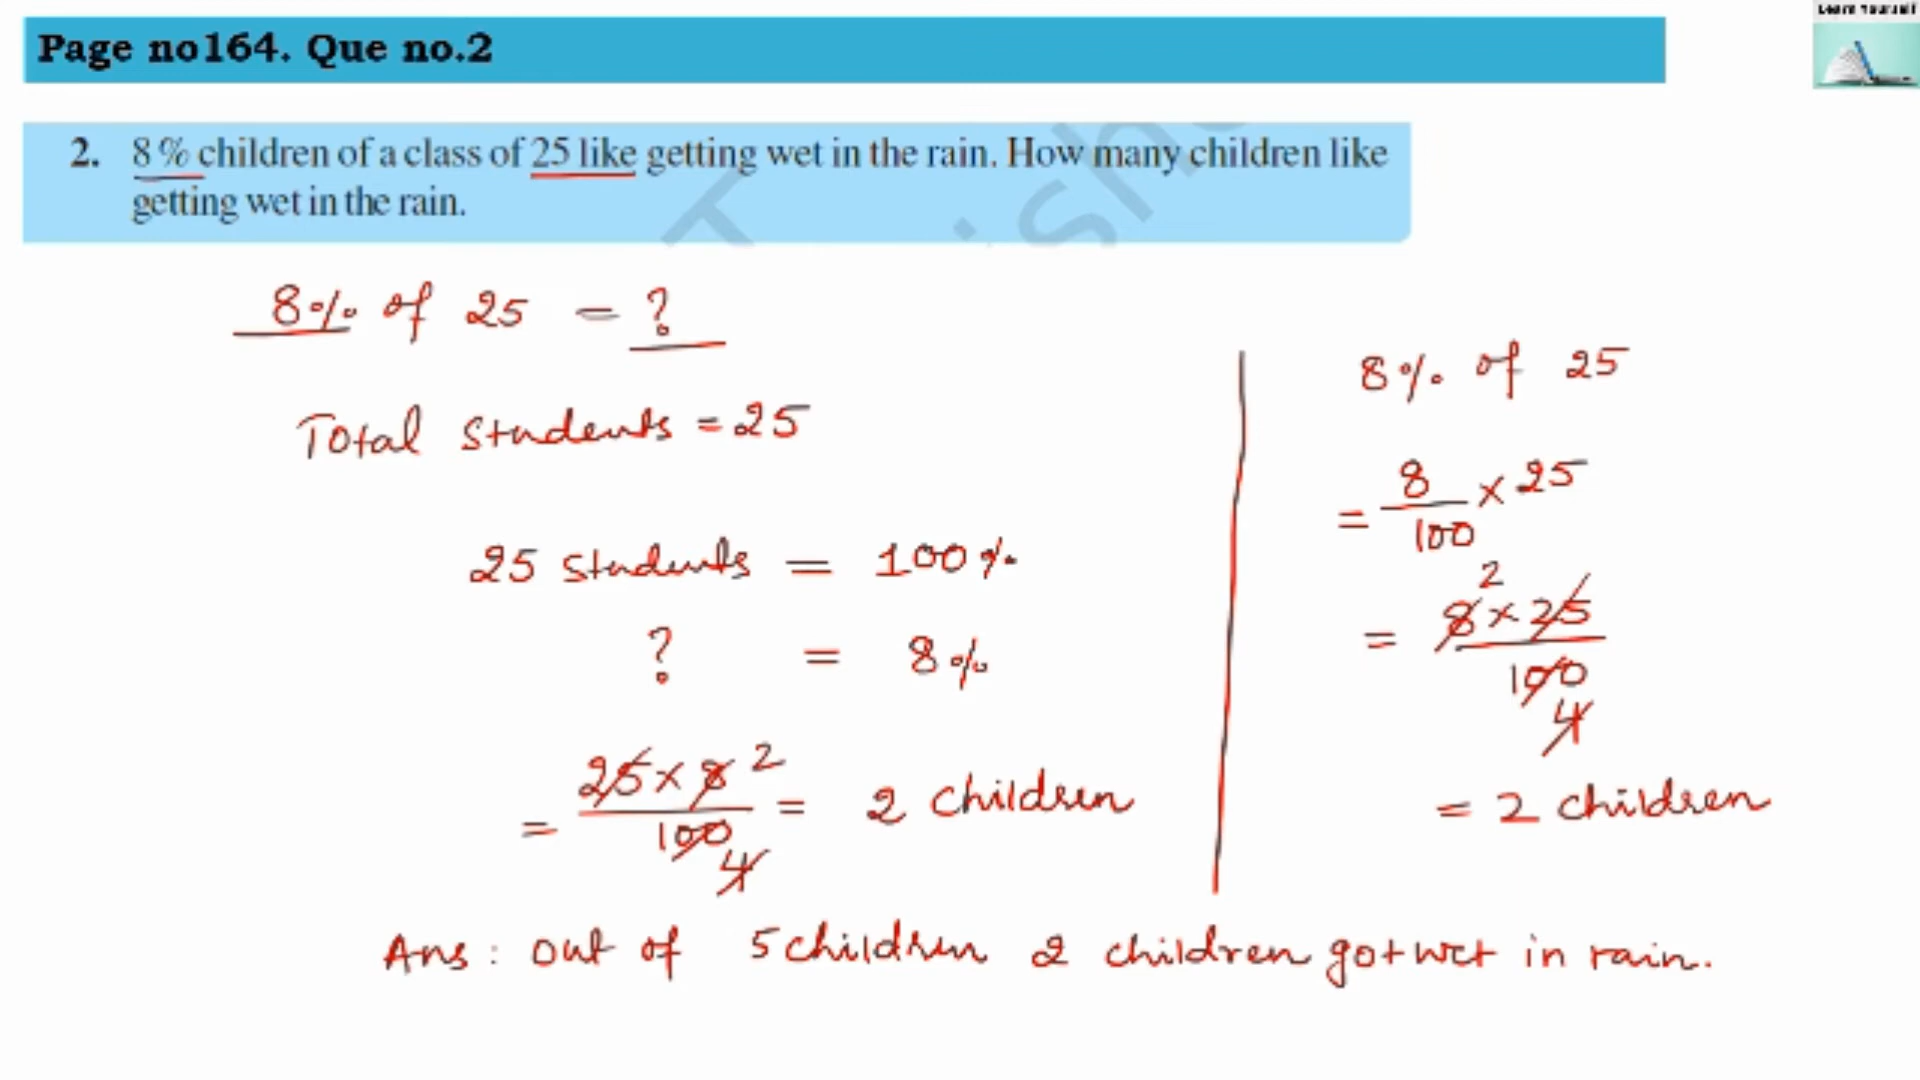 Learn Yourself
Page no164. Que no.2
2. 8 % children of a class of 25 like getting wet in the rain. How many children like
getting wet in the rain.
8% of 25 = ?
Total students = 25
25 students = 100%
? = 8%
= 25 × 8 2 = 2 children
100
4
8% of 25
= 8 × 25
100
2
= 8 × 25
100
4
= 2 children
Ans : out of 5 children 2 children got wet in rain.